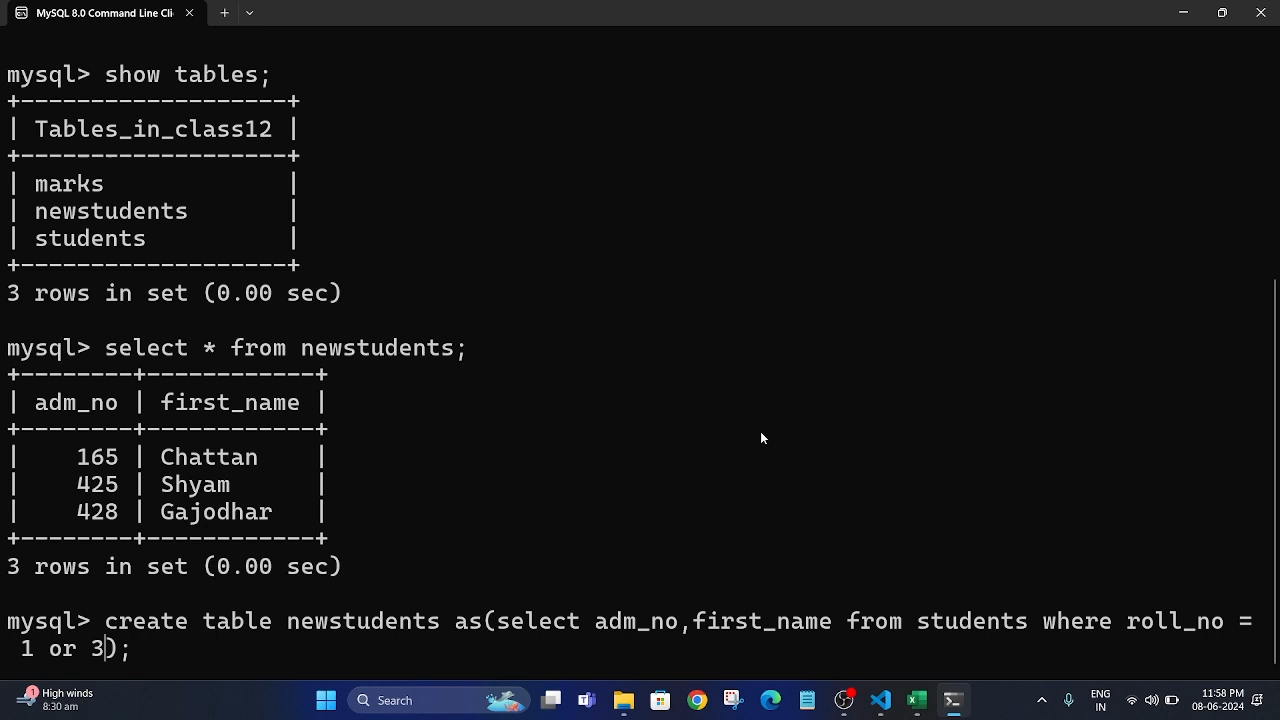 MySQL 8.0 Command Line Cli
mysql> show tables;
+-------------------+
| Tables_in_class12 |
+-------------------+
| marks             |
| newstudents       |
| students          |
+-------------------+
3 rows in set (0.00 sec)
mysql> select * from newstudents;
+--------+------------+
| adm_no | first_name |
+--------+------------+
|    165 | Chattan    |
|    425 | Shyam      |
|    428 | Gajodhar   |
+--------+------------+
3 rows in set (0.00 sec)
mysql> create table newstudents as(select adm_no,first_name from students where roll_no =
1 or 3);
1
High winds
8:30 am
Search
ENG
IN
11:58 PM
08-06-2024